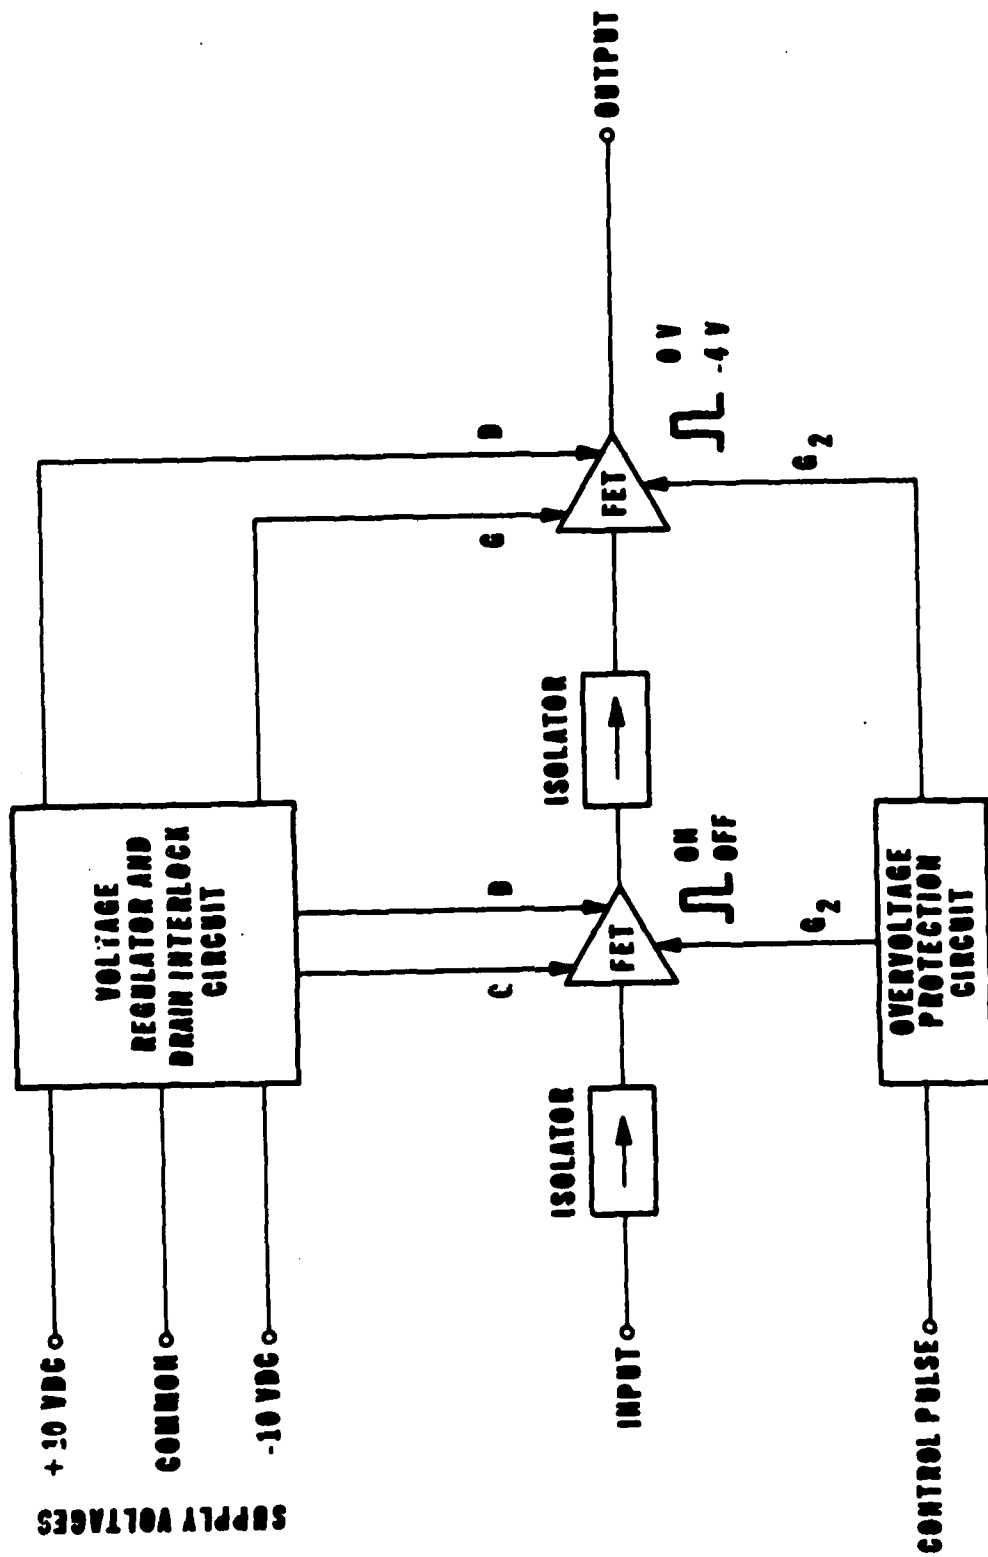 SUPPLY VOLTAGES
+10 VDC
COMMON
-10 VDC
VOLTAGE
REGULATOR AND
DRAIN INTERLOCK
CIRCUIT
D
G
C
D
INPUT
ISOLATOR
FET
ON
OFF
ISOLATOR
FET
0 V
-4 V
OUTPUT
G2
G2
CONTROL PULSE
OVERVOLTAGE
PROTECTION
CIRCUIT